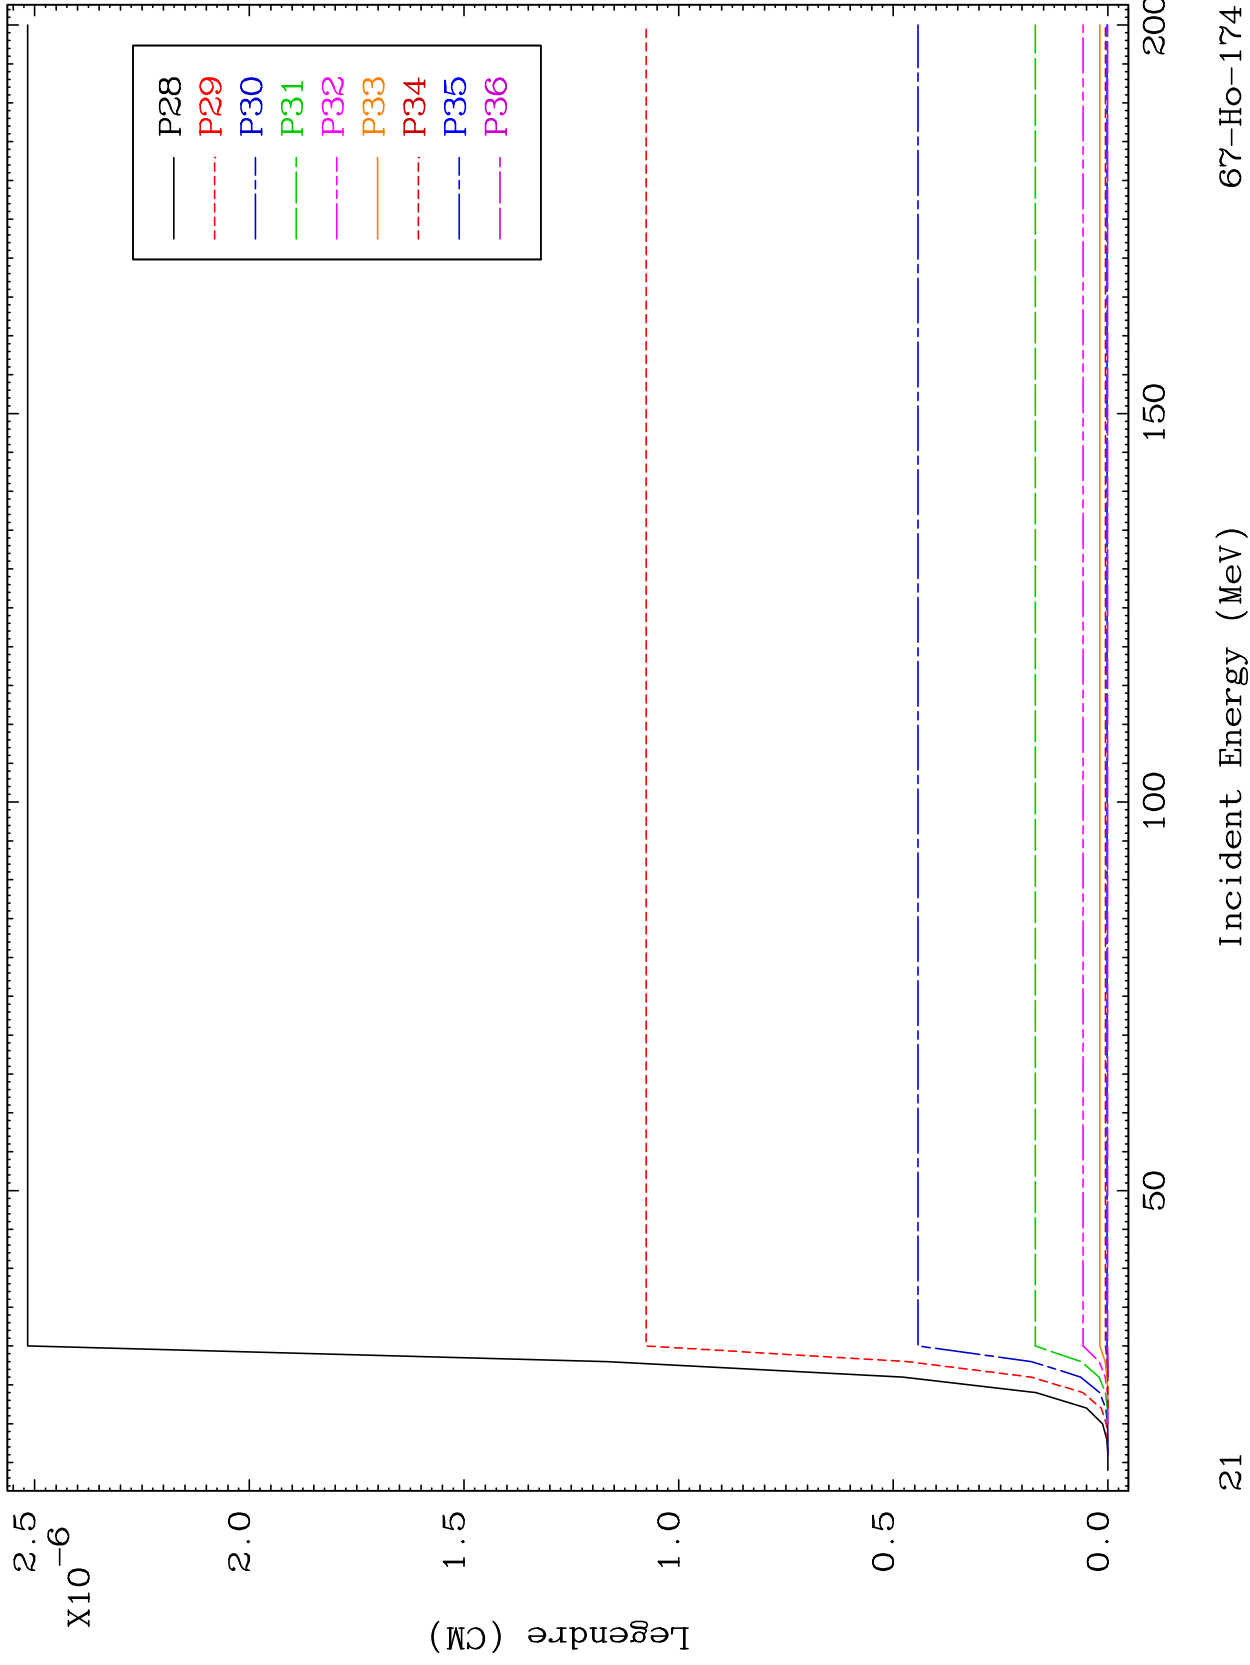 P28
P29
P30
P31
P32
P33
P34
P35
P36
2.5
X10-6
2.0
1.5
1.0
0.5
0.0
Legendre (CM)
50
100
150
200
Incident Energy (MeV)
21
67-Ho-174